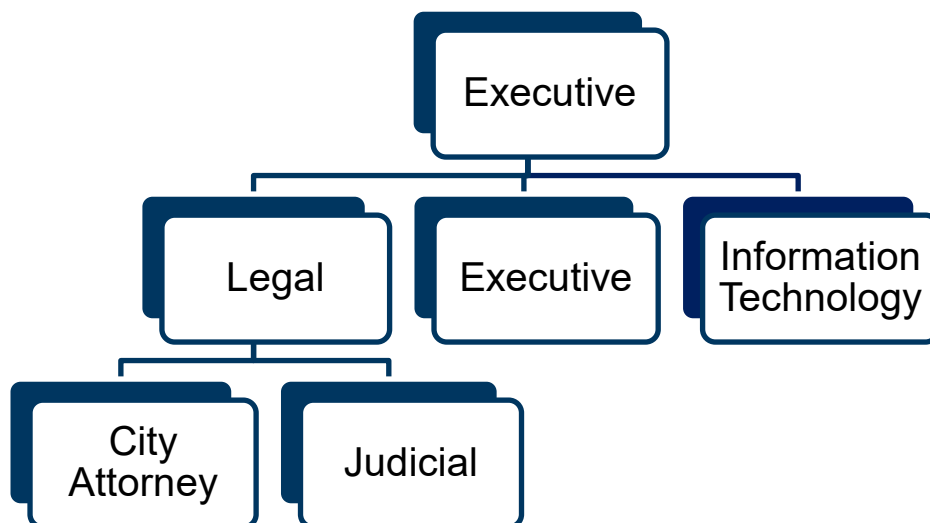 Executive
Legal
Executive
Information
Technology
City
Attorney
Judicial